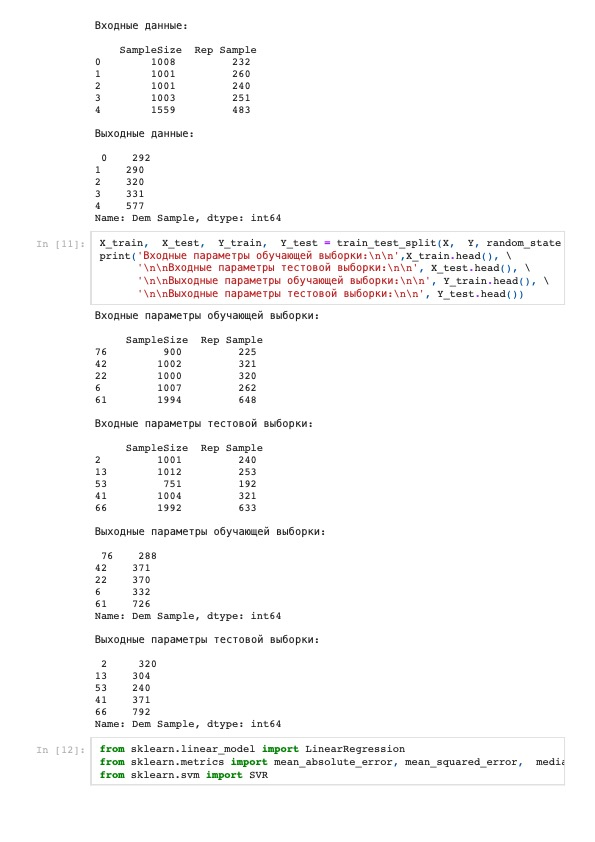 Входные данные:
SampleSize Rep Sample
0 1008 232
1 1001 260
2 1001 240
3 1003 251
4 1559 483
Выходные данные:
0 292
1 290
2 320
3 331
4 577
Name: Dem Sample, dtype: int64
In [11]: X_train, X_test, Y_train, Y_test = train_test_split(X, Y, random_state
print('Входные параметры обучающей выборки:\n\n',X_train.head(), \
'\n\nВходные параметры тестовой выборки:\n\n', X_test.head(), \
'\n\nВыходные параметры обучающей выборки:\n\n', Y_train.head(), \
'\n\nВыходные параметры тестовой выборки:\n\n', Y_test.head())
Входные параметры обучающей выборки:
SampleSize Rep Sample
76 900 225
42 1002 321
22 1000 320
6 1007 262
61 1994 648
Входные параметры тестовой выборки:
SampleSize Rep Sample
2 1001 240
13 1012 253
53 751 192
41 1004 321
66 1992 633
Выходные параметры обучающей выборки:
76 288
42 371
22 370
6 332
61 726
Name: Dem Sample, dtype: int64
Выходные параметры тестовой выборки:
2 320
13 304
53 240
41 371
66 792
Name: Dem Sample, dtype: int64
In [12]: from sklearn.linear_model import LinearRegression
from sklearn.metrics import mean_absolute_error, mean_squared_error, media
from sklearn.svm import SVR